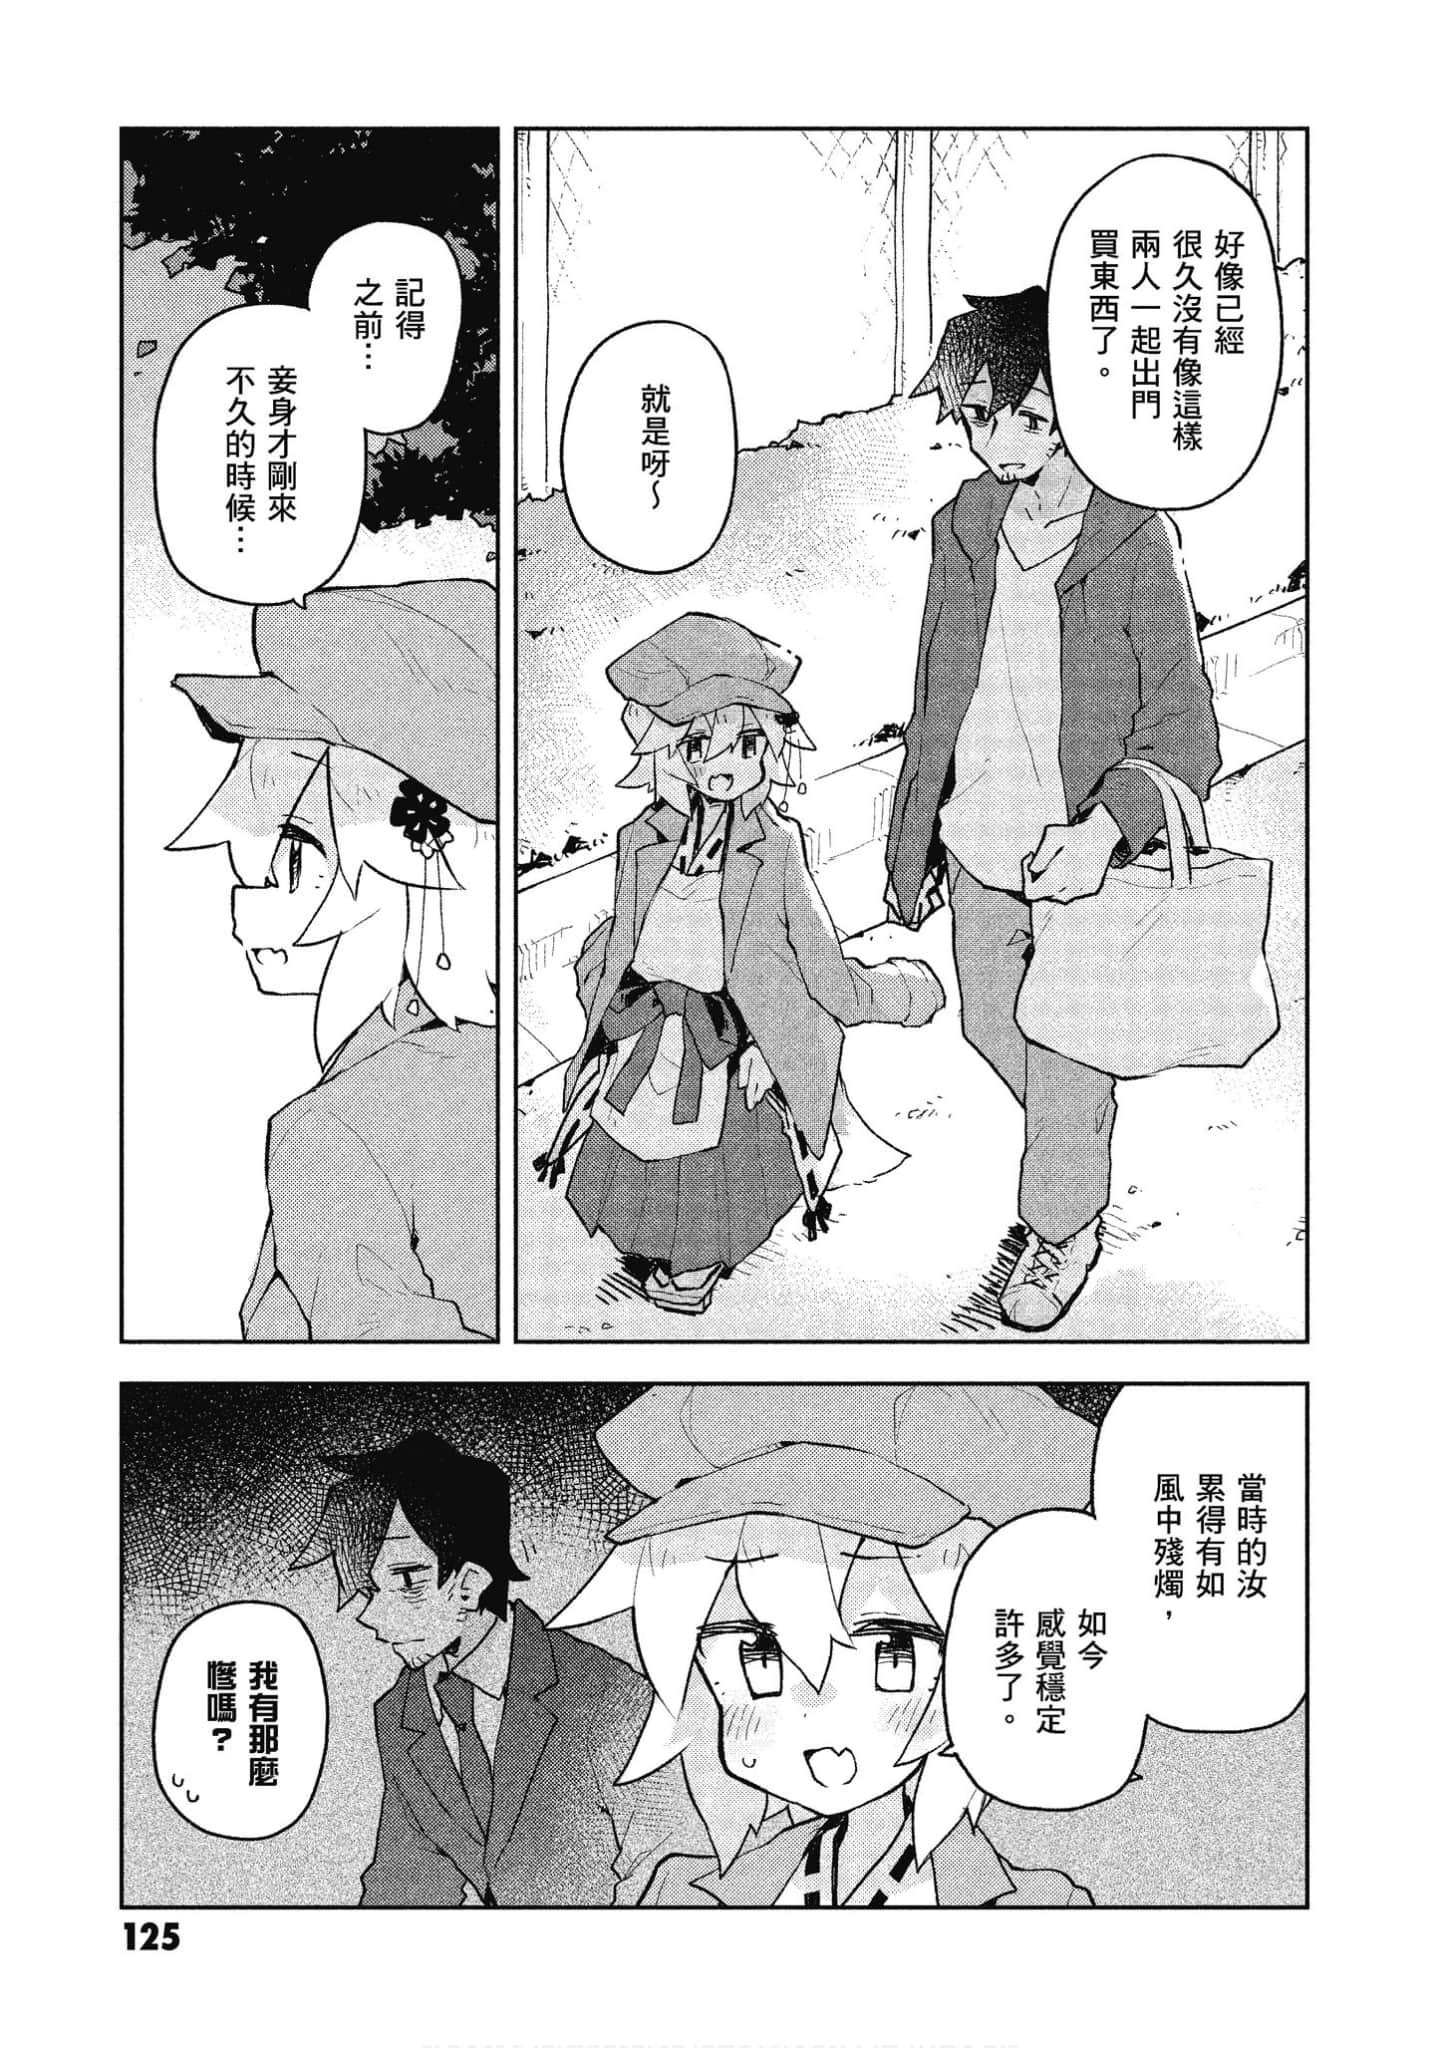 好像已經
很久沒有像這樣
兩人一起出門
買東西了。
就是呀～
記得
之前…
妾身才剛來
不久的時候…
當時的汝
累得有如
風中殘燭，
如今
感覺穩定
許多了。
我有那麼
慘嗎？
125